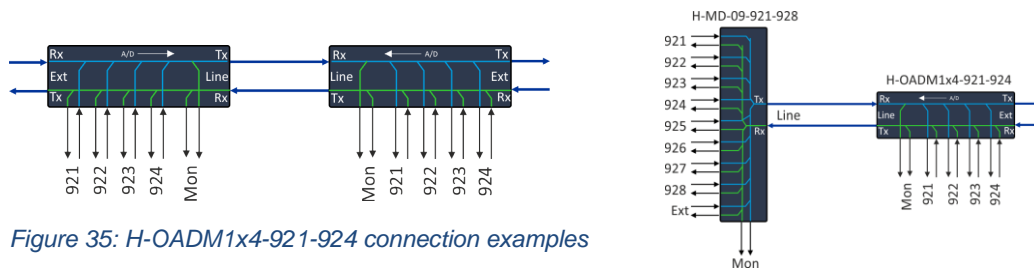 Rx A/D Tx
Ext Line
Tx Rx
921 922 923 924 Mon
Rx A/D Tx
Line Ext
Tx Rx
Mon 921 922 923 924
Figure 35: H-OADM1x4-921-924 connection examples
H-MD-09-921-928
921
922
923
924
925
926
927
928
Ext
Tx
Rx
Mon
Line
H-OADM1x4-921-924
Rx A/D Tx
Line Ext
Tx Rx
Mon 921 922 923 924